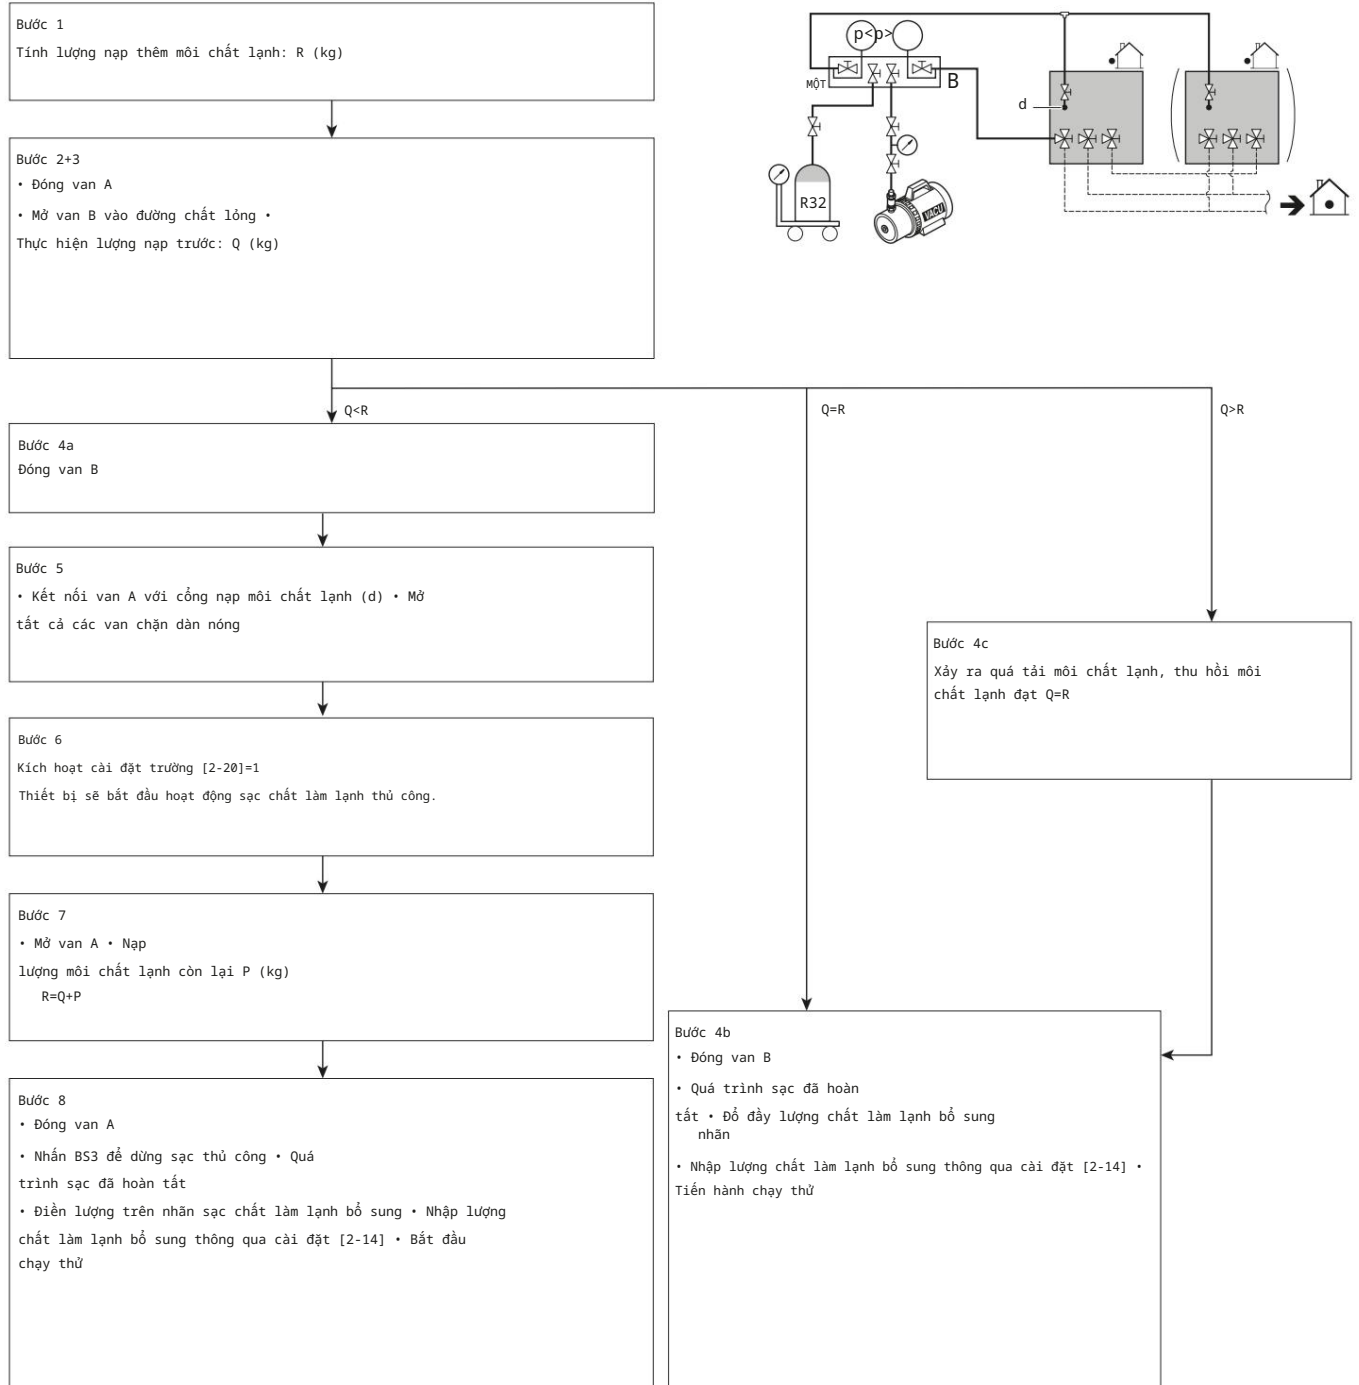 Bước 1
Tính lượng nạp thêm môi chất lạnh: R (kg)
p<
p>
MỘT
B
d
R32
VACU
Bước 2+3
• Đóng van A
• Mở van B vào đường chất lỏng •
Thực hiện lượng nạp trước: Q (kg)
Q<R
Q=R
Q>R
Bước 4a
Đóng van B
Bước 5
• Kết nối van A với cổng nạp môi chất lạnh (d) • Mở
tất cả các van chặn dàn nóng
Bước 4c
Xảy ra quá tải môi chất lạnh, thu hồi môi
chất lạnh đạt Q=R
Bước 6
Kích hoạt cài đặt trường [2-20]=1
Thiết bị sẽ bắt đầu hoạt động sạc chất làm lạnh thủ công.
Bước 7
• Mở van A • Nạp
lượng môi chất lạnh còn lại P (kg)
R=Q+P
Bước 4b
• Đóng van B
• Quá trình sạc đã hoàn
tất • Đổ đầy lượng chất làm lạnh bổ sung
nhãn
• Nhập lượng chất làm lạnh bổ sung thông qua cài đặt [2-14] •
Tiến hành chạy thử
Bước 8
• Đóng van A
• Nhấn BS3 để dừng sạc thủ công • Quá
trình sạc đã hoàn tất
• Điền lượng trên nhãn sạc chất làm lạnh bổ sung • Nhập lượng
chất làm lạnh bổ sung thông qua cài đặt [2-14] • Bắt đầu
chạy thử